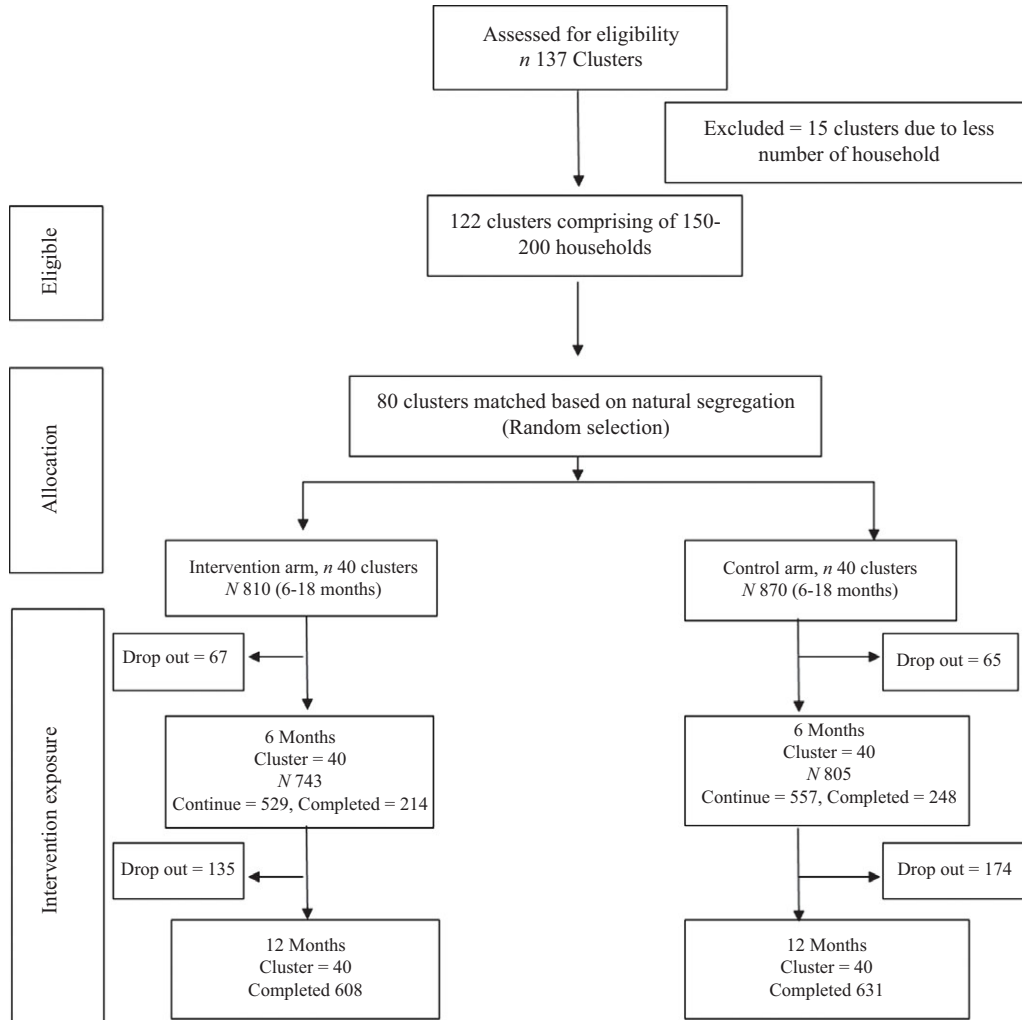 Assessed for eligibility
n 137 Clusters
Excluded = 15 clusters due to less
number of household
Eligible
122 clusters comprising of 150-
200 households
Allocation
80 clusters matched based on natural segregation
(Random selection)
Intervention arm, n 40 clusters
N 810 (6-18 months)
Control arm, n 40 clusters
N 870 (6-18 months)
Intervention exposure
Drop out = 67
Drop out = 65
6 Months
Cluster = 40
N 743
Continue = 529, Completed = 214
6 Months
Cluster = 40
N 805
Continue = 557, Completed = 248
Drop out = 135
Drop out = 174
12 Months
Cluster = 40
Completed 608
12 Months
Cluster = 40
Completed 631